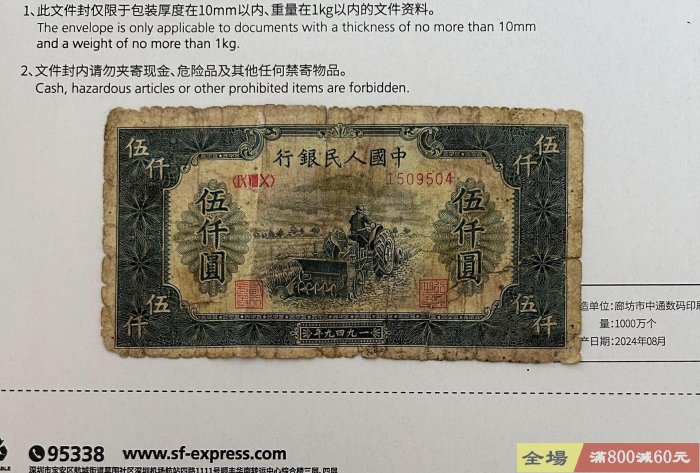 1、此文件封仅限于包装厚度在10mm以内、重量在1kg以内的文件资料。
The envelope is only applicable to documents with a thickness of no more than 10mm
and a weight of no more than 1kg.
2、文件封内请勿夹寄现金、危险品及其他任何禁寄物品。
Cash, hazardous articles or other prohibited items are forbidden.
伍仟
伍仟
行銀民人國中
1509504
伍仟圓
伍仟圓
伍仟
伍仟
年九四九一
造单位：廊坊市中通数码印刷
量：1000万个
产日期：2024年08月
95338
www.sf-express.com
全場
滿800減60元